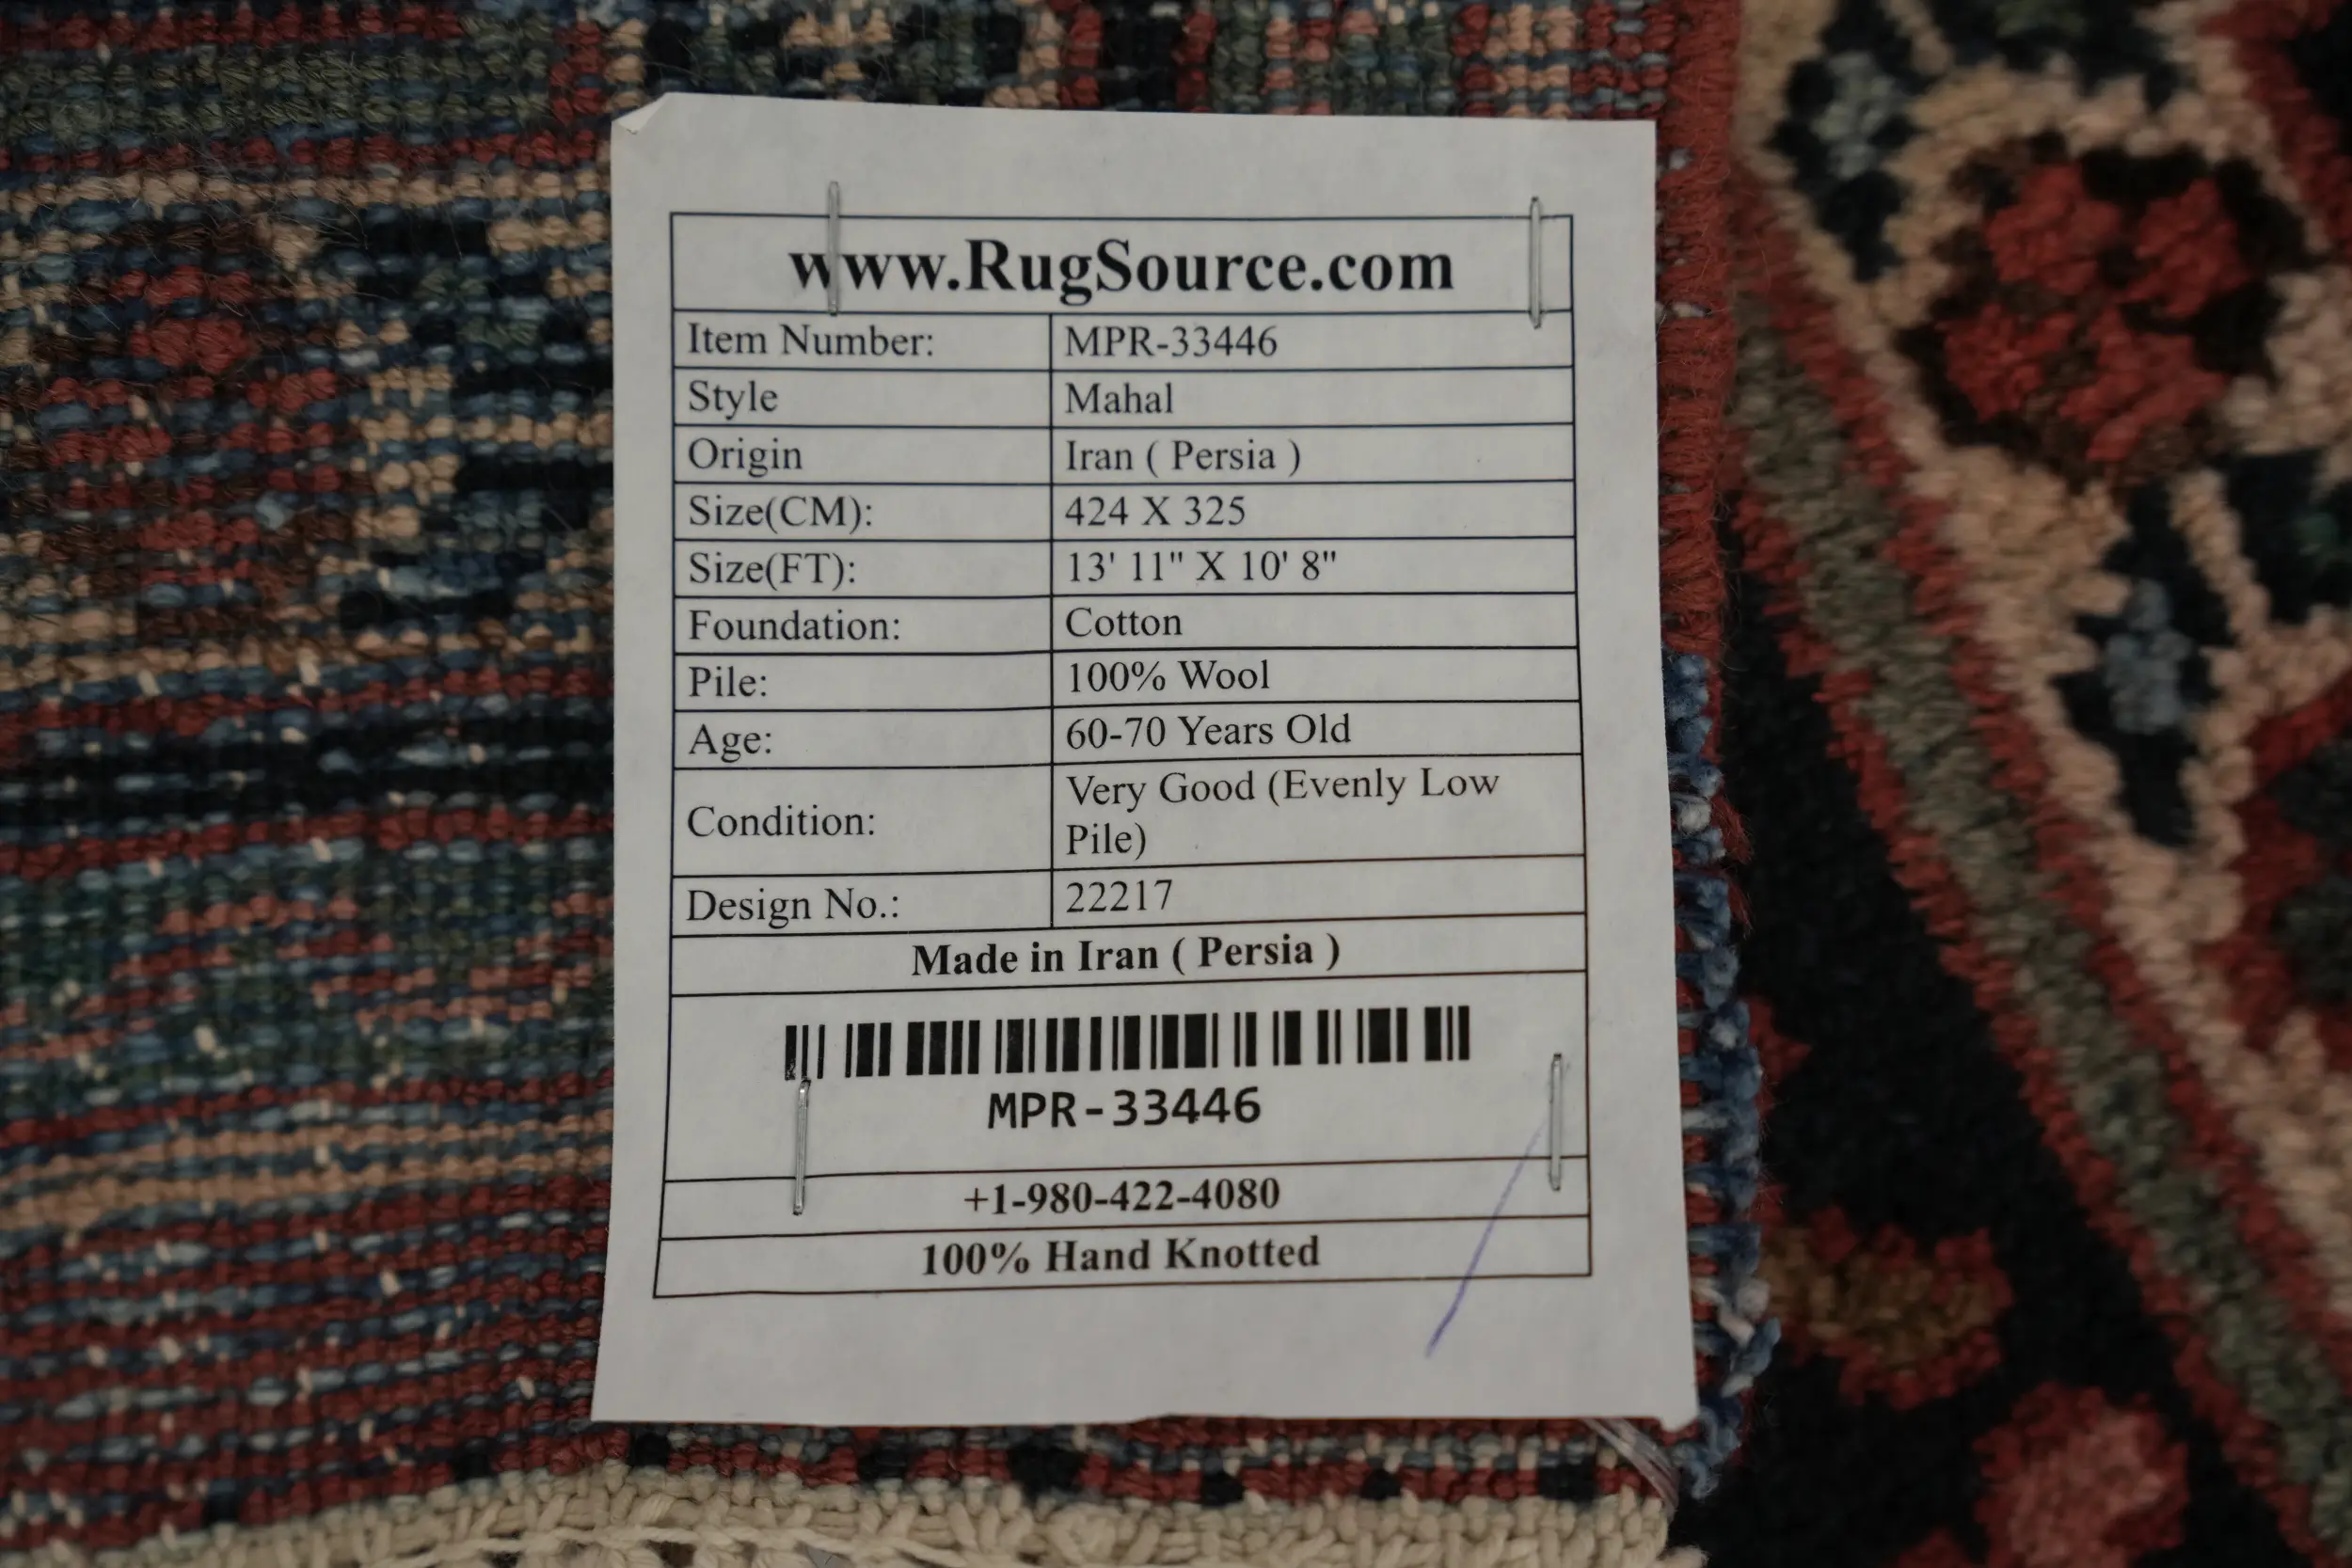 www.RugSource.com
Item Number: MPR-33446
Style Mahal
Origin Iran ( Persia )
Size(CM): 424 X 325
Size(FT): 13' 11" X 10' 8"
Foundation: Cotton
Pile: 100% Wool
Age: 60-70 Years Old
Condition: Very Good (Evenly Low
Pile)
Design No.: 22217
Made in Iran ( Persia )
MPR-33446
+1-980-422-4080
100% Hand Knotted